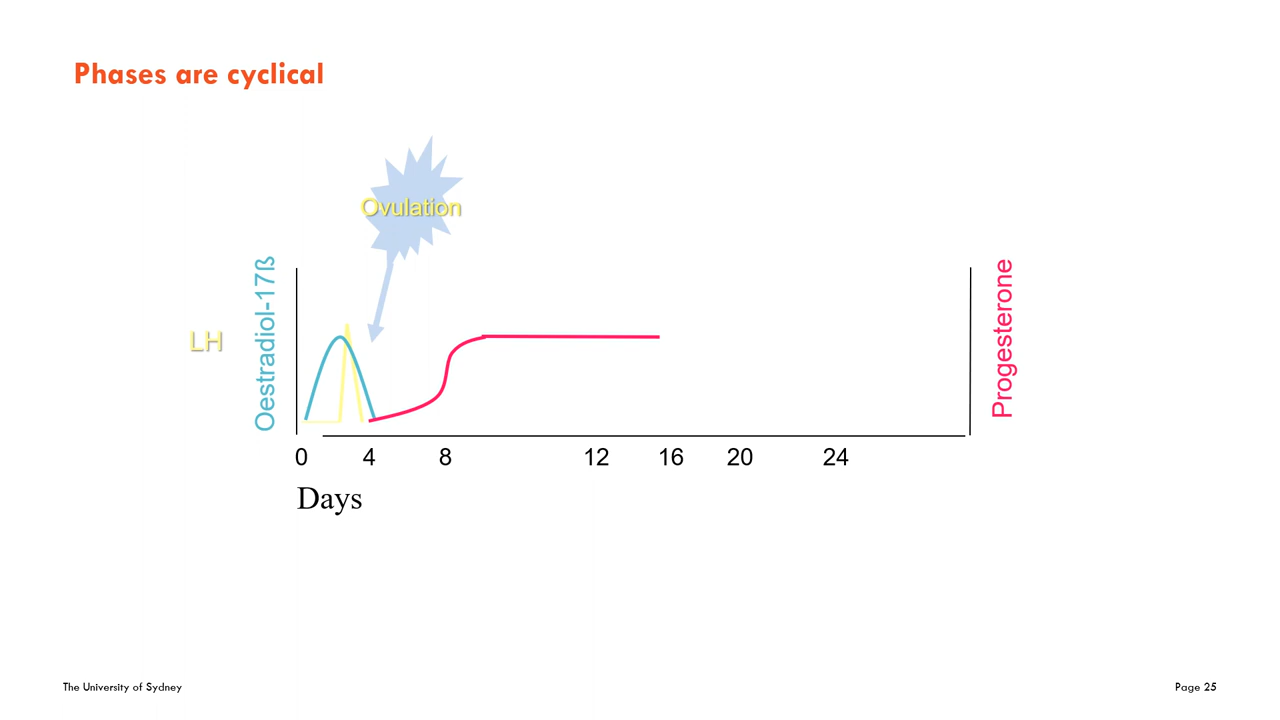 Phases are cyclical
Ovulation
LH
Oestradiol-17ß
Progesterone
0 4 8 12 16 20 24
Days
The University of Sydney
Page 25